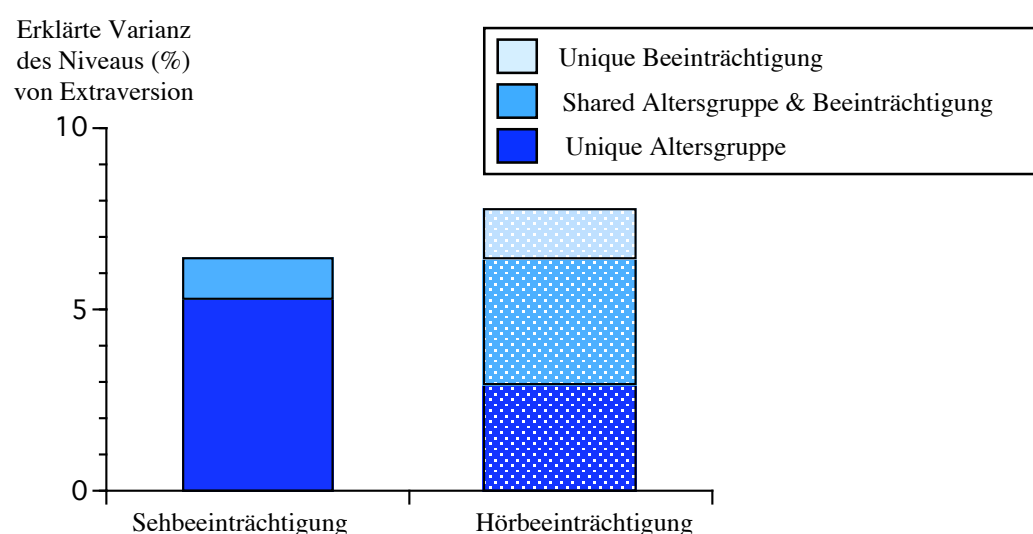 Erklärte Varianz
des Niveaus (%)
von Extraversion
Unique Beeinträchtigung
Shared Altersgruppe & Beeinträchtigung
Unique Altersgruppe
10
5
0
Sehbeeinträchtigung
Hörbeeinträchtigung